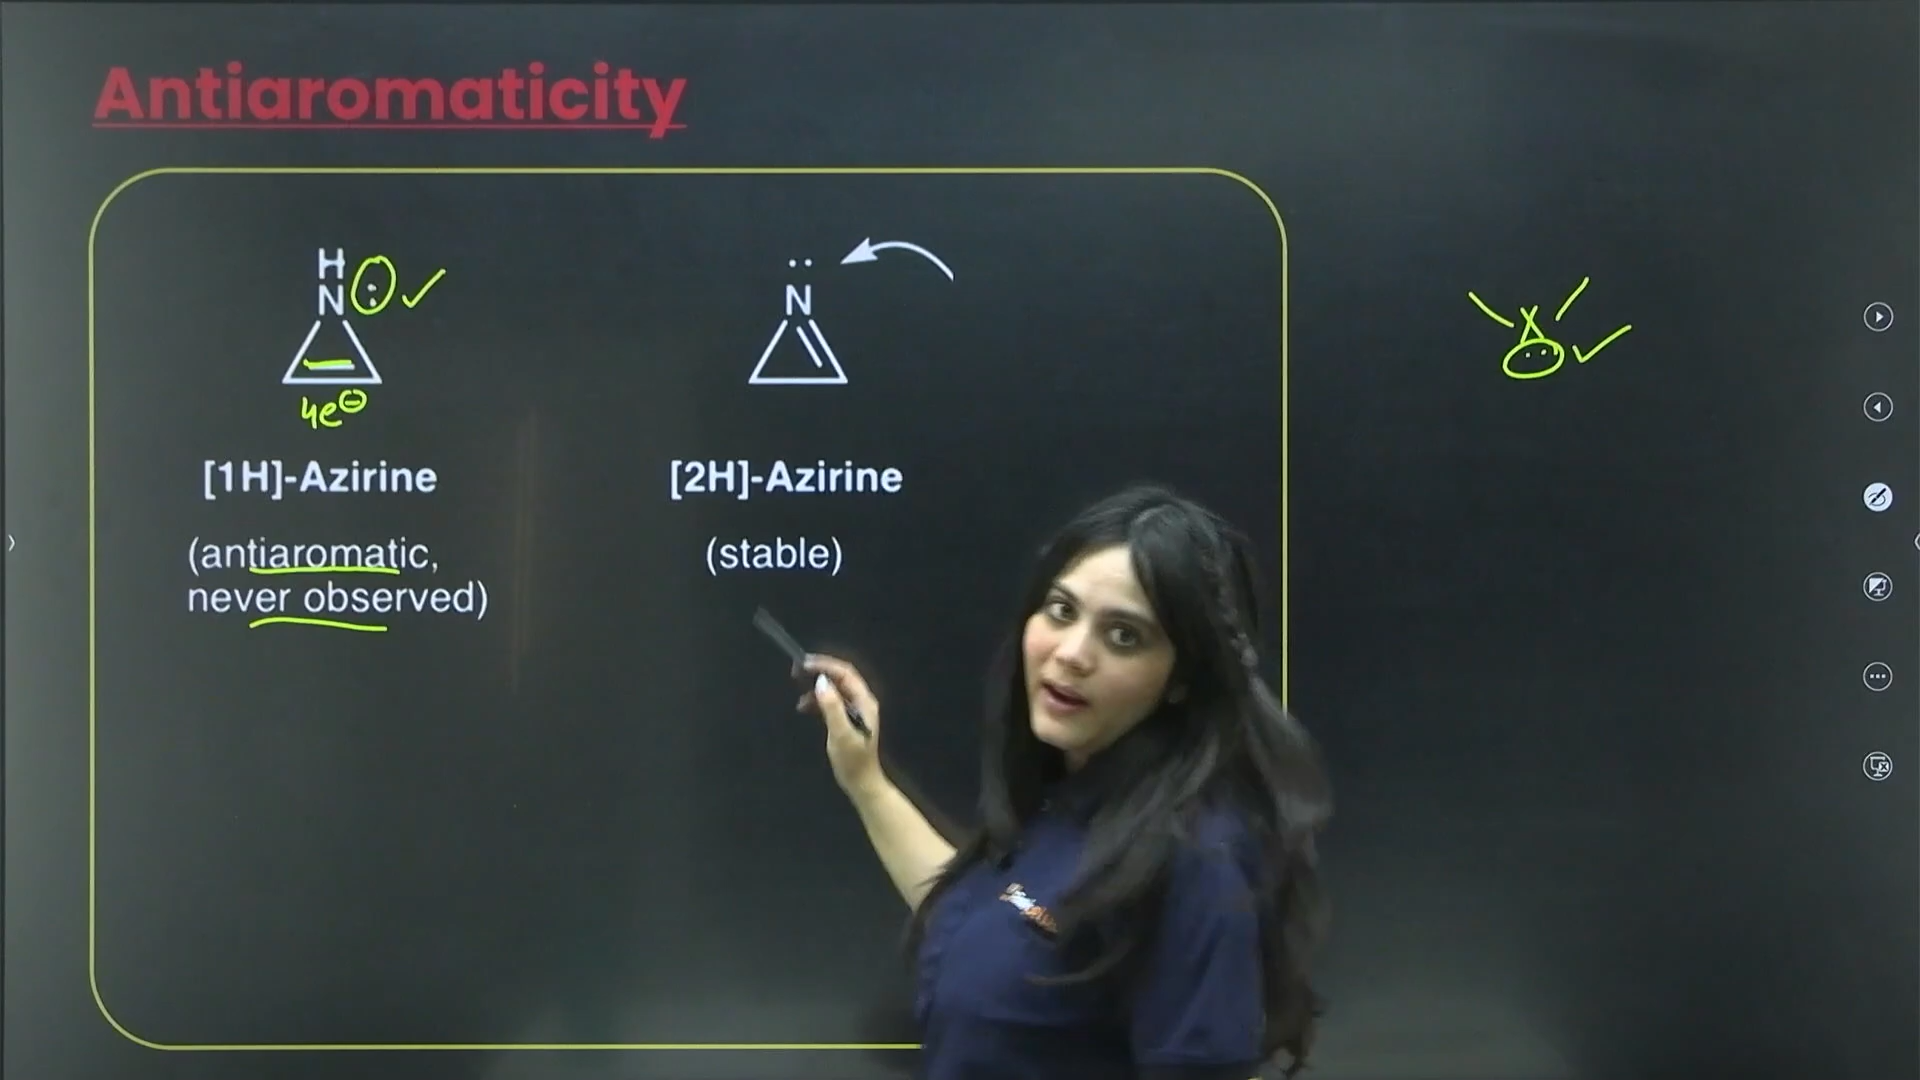 Antiaromaticity
H
N :
4e⊖
[1H]-Azirine
(antiaromatic,
never observed)
..
N
[2H]-Azirine
(stable)
X
..